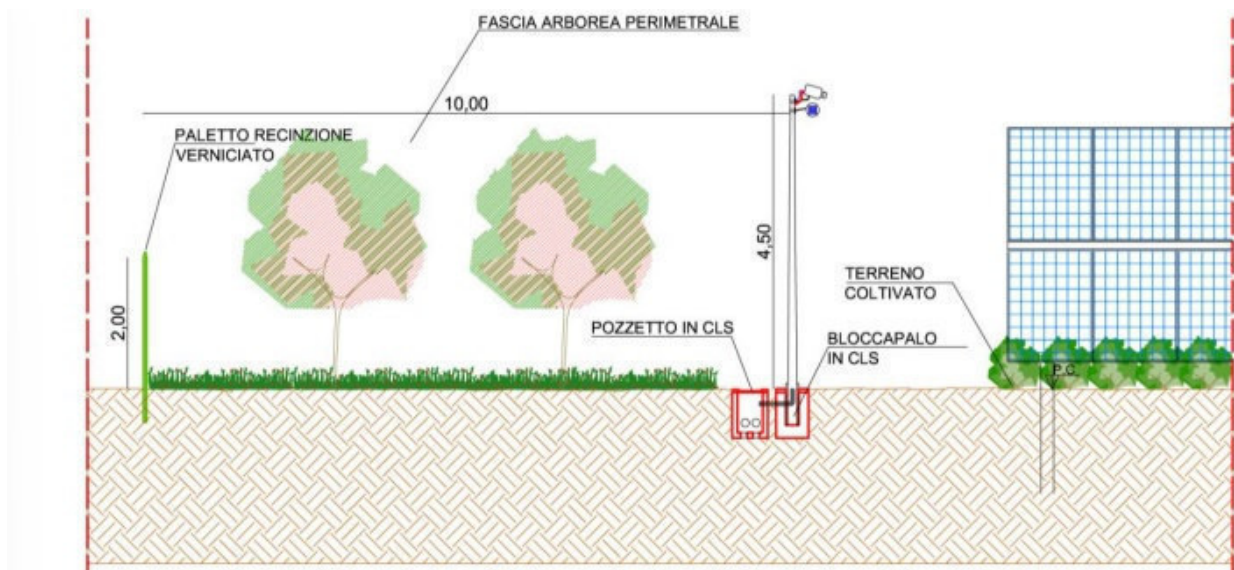 FASCIA ARBOREA PERIMETRALE
10,00
PALETTO RECINZIONE
VERNICIATO
4,50
2,00
TERRENO
COLTIVATO
POZZETTO IN CLS
BLOCCAPALO
IN CLS
P.C.